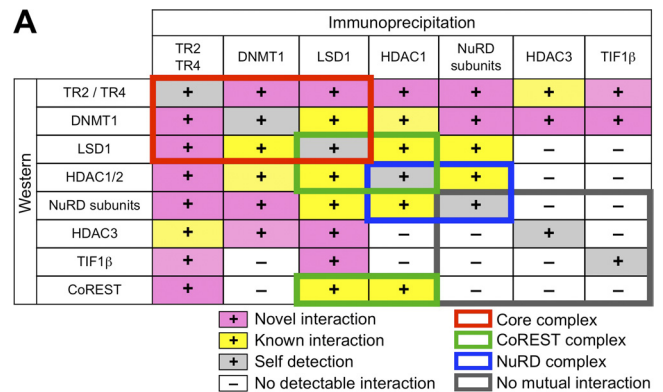 A
Immunoprecipitation
TR2 TR4 DNMT1 LSD1 HDAC1 NuRD subunits HDAC3 TIF1β
Western
TR2 / TR4 + + + + + + +
DNMT1 + + + + + + +
LSD1 + + + + + – –
HDAC1/2 + + + + + – –
NuRD subunits + + + + + – –
HDAC3 + + + – – + –
TIF1β + – + – – – +
CoREST + – + + – – –
+ Novel interaction
+ Known interaction
+ Self detection
– No detectable interaction
Core complex
CoREST complex
NuRD complex
No mutual interaction